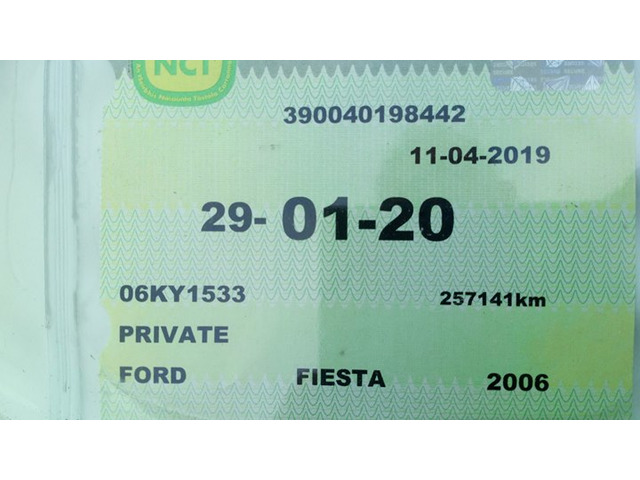 NCT
390040198442
11-04-2019
29- 01-20
06KY1533 257141km
PRIVATE
FORD FIESTA 2006